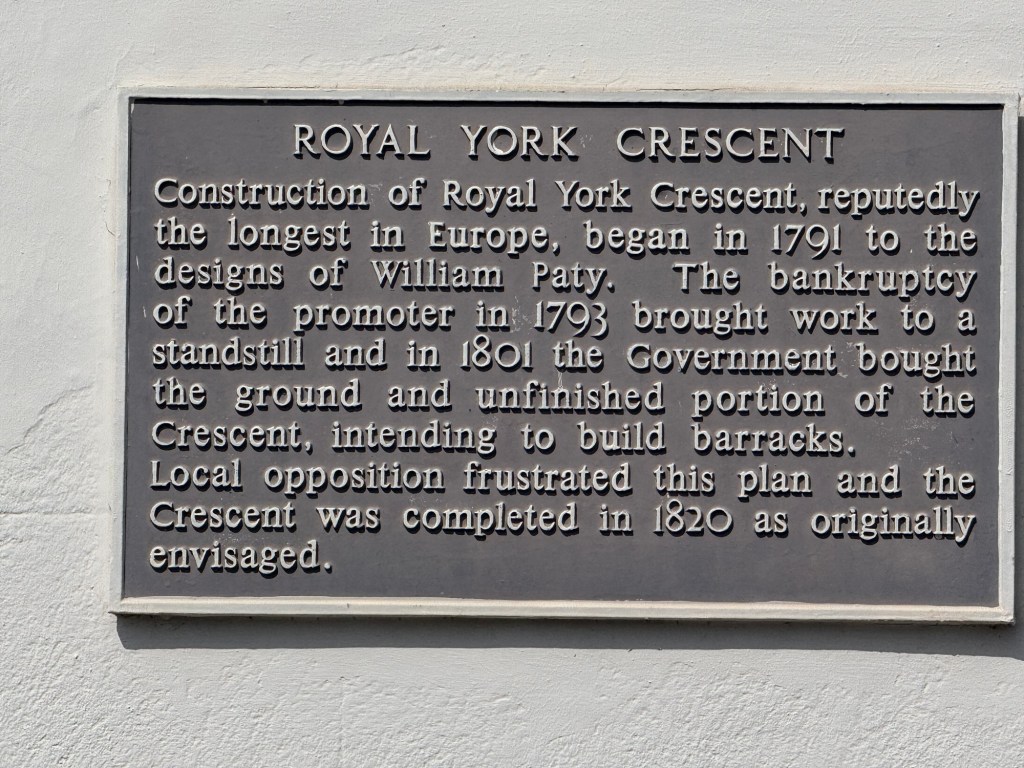 ROYAL YORK CRESCENT
Construction of Royal York Crescent, reputedly
the longest in Europe, began in 1791 to the
designs of William Paty. The bankruptcy
of the promoter in 1793 brought work to a
standstill and in 1801 the Government bought
the ground and unfinished portion of the
Crescent, intending to build barracks.
Local opposition frustrated this plan and the
Crescent was completed in 1820 as originally
envisaged.